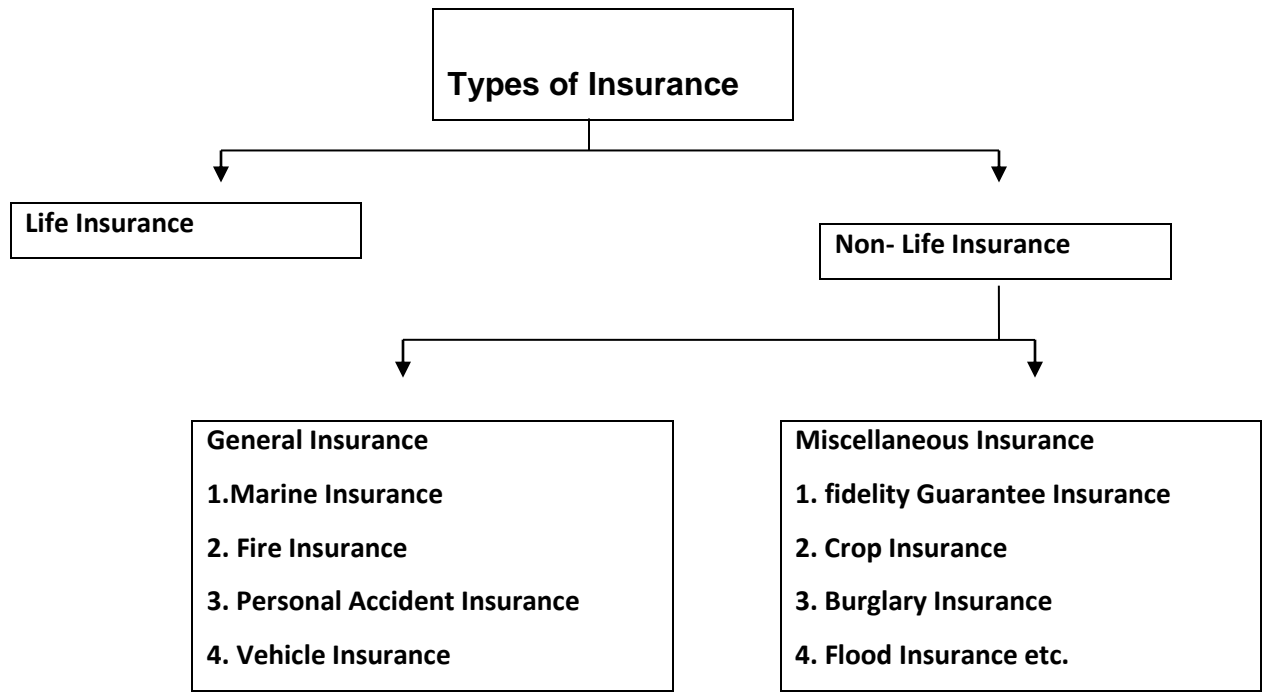 Types of Insurance
Life Insurance
Non- Life Insurance
General Insurance
1.Marine Insurance
2. Fire Insurance
3. Personal Accident Insurance
4. Vehicle Insurance
Miscellaneous Insurance
1. fidelity Guarantee Insurance
2. Crop Insurance
3. Burglary Insurance
4. Flood Insurance etc.